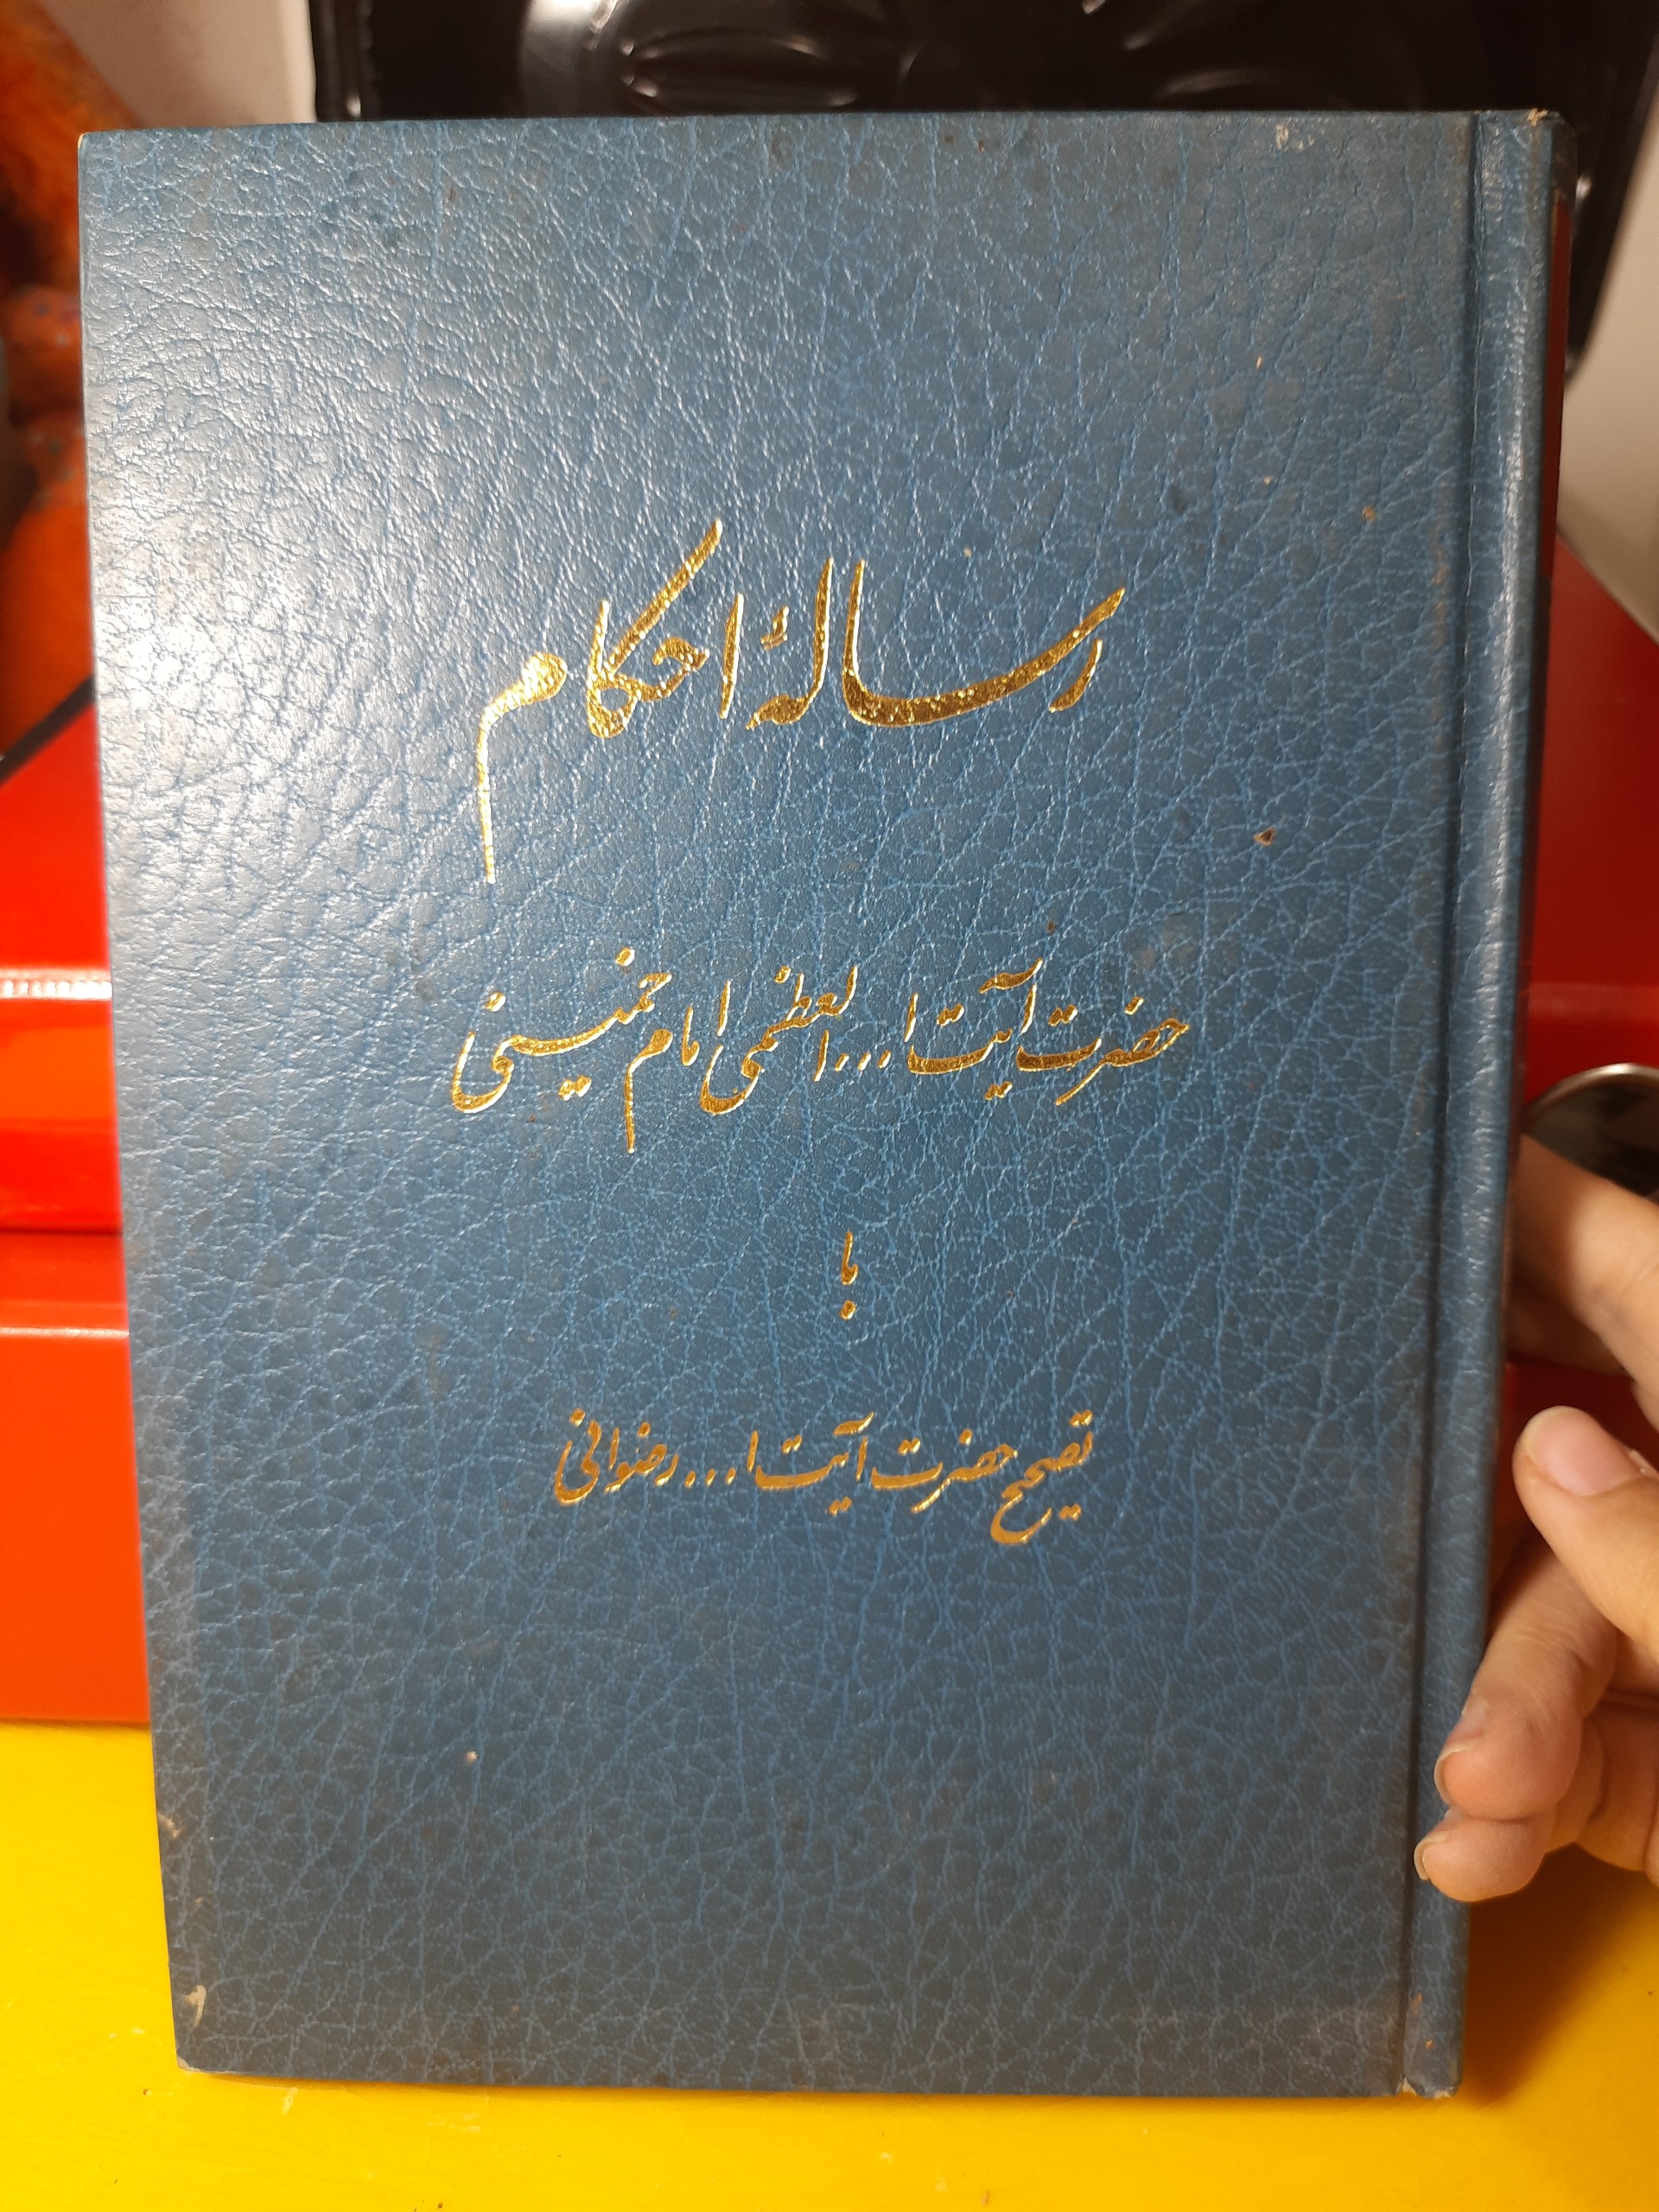 رسالهٔ احکام
حضرت آیت ا... العظمی امام خمینی
با
تصحیح حضرت آیت ا... رضوانی